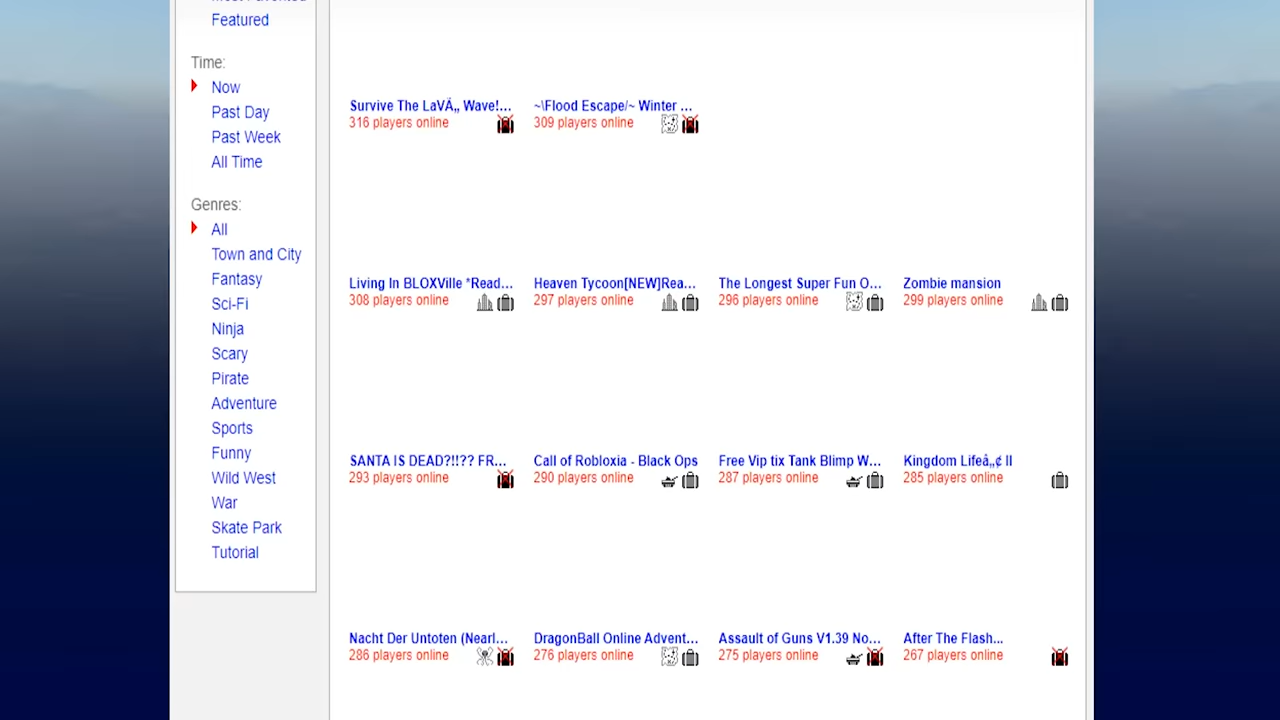 Featured
Time:
Now
Past Day
Past Week
All Time
Genres:
All
Town and City
Fantasy
Sci-Fi
Ninja
Scary
Pirate
Adventure
Sports
Funny
Wild West
War
Skate Park
Tutorial
Survive The LaVÄ„ Wave!...
316 players online
~\Flood Escape/~ Winter ...
309 players online
Living In BLOXVille *Read...
308 players online
Heaven Tycoon[NEW]Rea...
297 players online
The Longest Super Fun O...
296 players online
Zombie mansion
299 players online
SANTA IS DEAD?!!?? FR...
293 players online
Call of Robloxia - Black Ops
290 players online
Free Vip tix Tank Blimp W...
287 players online
Kingdom Lifeâ„¢ II
285 players online
Nacht Der Untoten (Nearl...
286 players online
DragonBall Online Advent...
276 players online
Assault of Guns V1.39 No...
275 players online
After The Flash...
267 players online